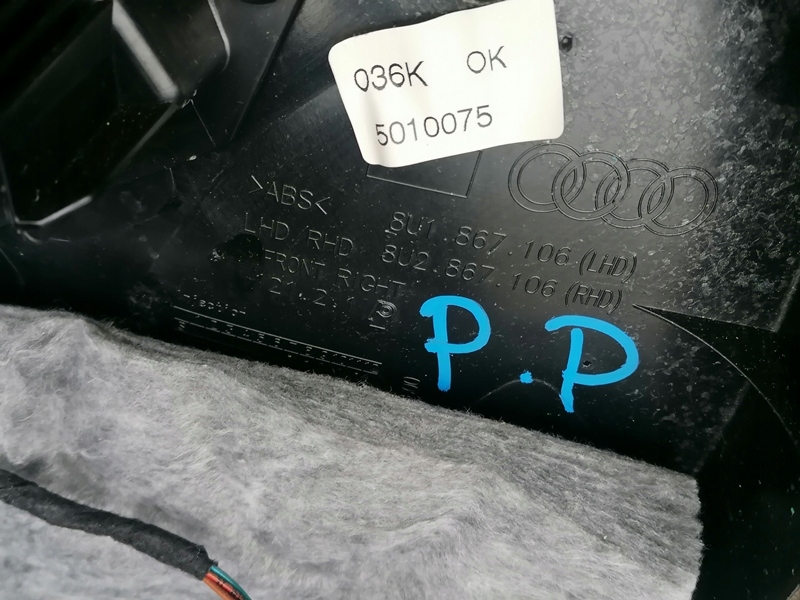 036K OK
5010075
>ABS<
8U1.867.106 (LHD)
LHD RHD 8U2.867.106 (RHD)
FRONT RIGHT
P.P